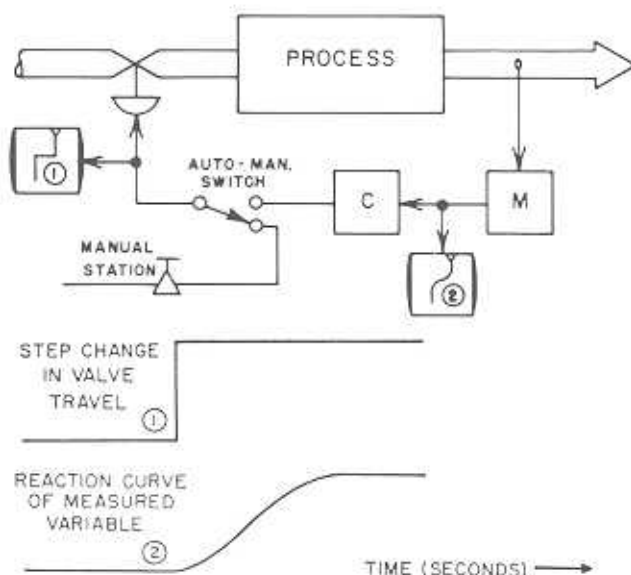 PROCESS
①
AUTO-MAN.
SWITCH
C
M
MANUAL
STATION
②
STEP CHANGE
IN VALVE
TRAVEL
①
REACTION CURVE
OF MEASURED
VARIABLE
②
TIME (SECONDS)